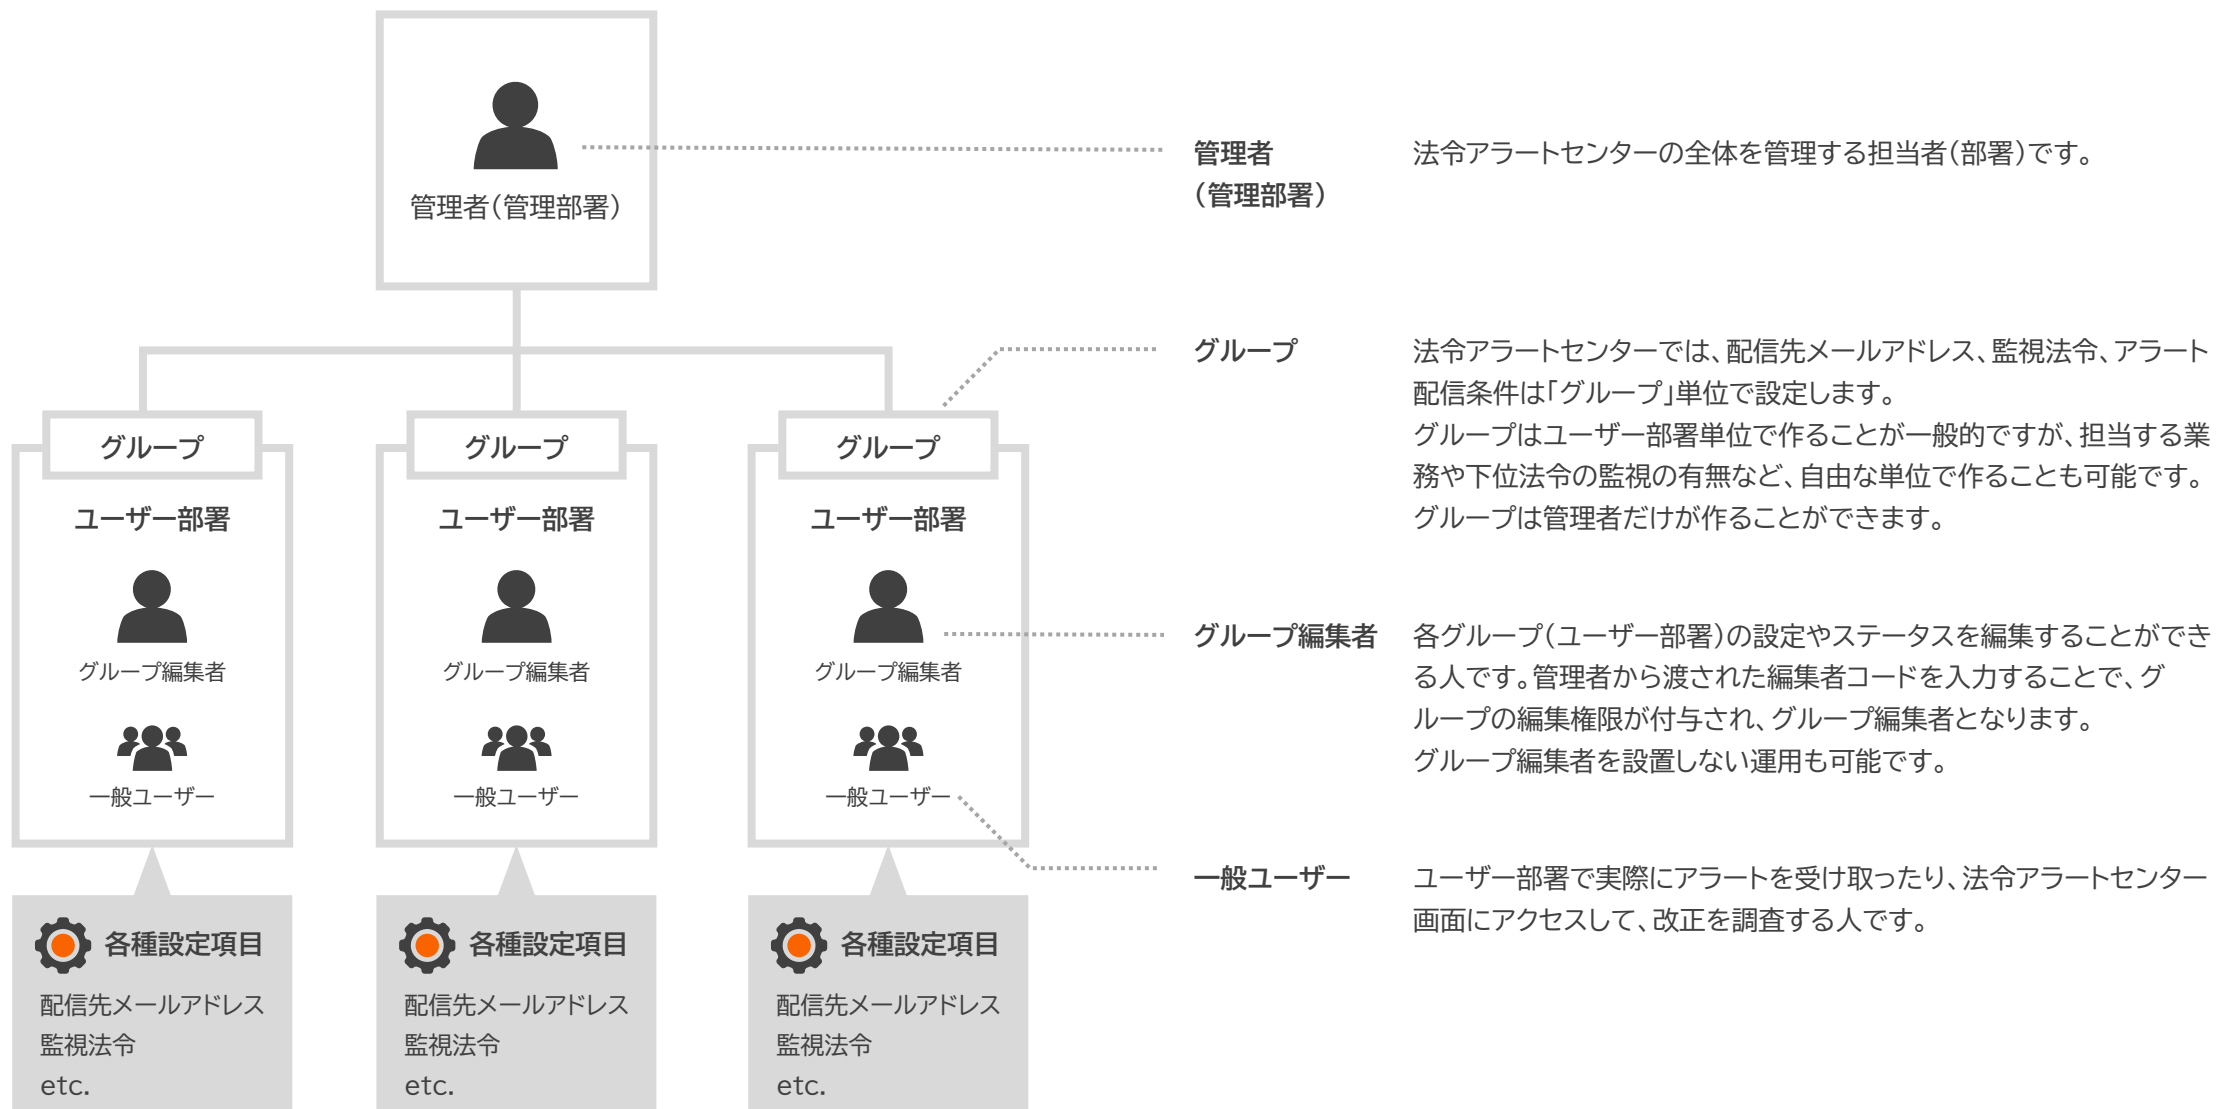 管理者（管理部署）
グループ
ユーザー部署
グループ編集者
一般ユーザー
各種設定項目
配信先メールアドレス
監視法令
etc.
グループ
ユーザー部署
グループ編集者
一般ユーザー
各種設定項目
配信先メールアドレス
監視法令
etc.
グループ
ユーザー部署
グループ編集者
一般ユーザー
各種設定項目
配信先メールアドレス
監視法令
etc.
管理者
（管理部署）
法令アラートセンターの全体を管理する担当者（部署）です。
グループ
法令アラートセンターでは、配信先メールアドレス、監視法令、アラート
配信条件は「グループ」単位で設定します。
グループはユーザー部署単位で作ることが一般的ですが、担当する業
務や下位法令の監視の有無など、自由な単位で作ることも可能です。
グループは管理者だけが作ることができます。
グループ編集者
各グループ（ユーザー部署）の設定やステータスを編集することができ
る人です。管理者から渡された編集者コードを入力することで、グ
ループの編集権限が付与され、グループ編集者となります。
グループ編集者を設置しない運用も可能です。
一般ユーザー
ユーザー部署で実際にアラートを受け取ったり、法令アラートセンター
画面にアクセスして、改正を調査する人です。